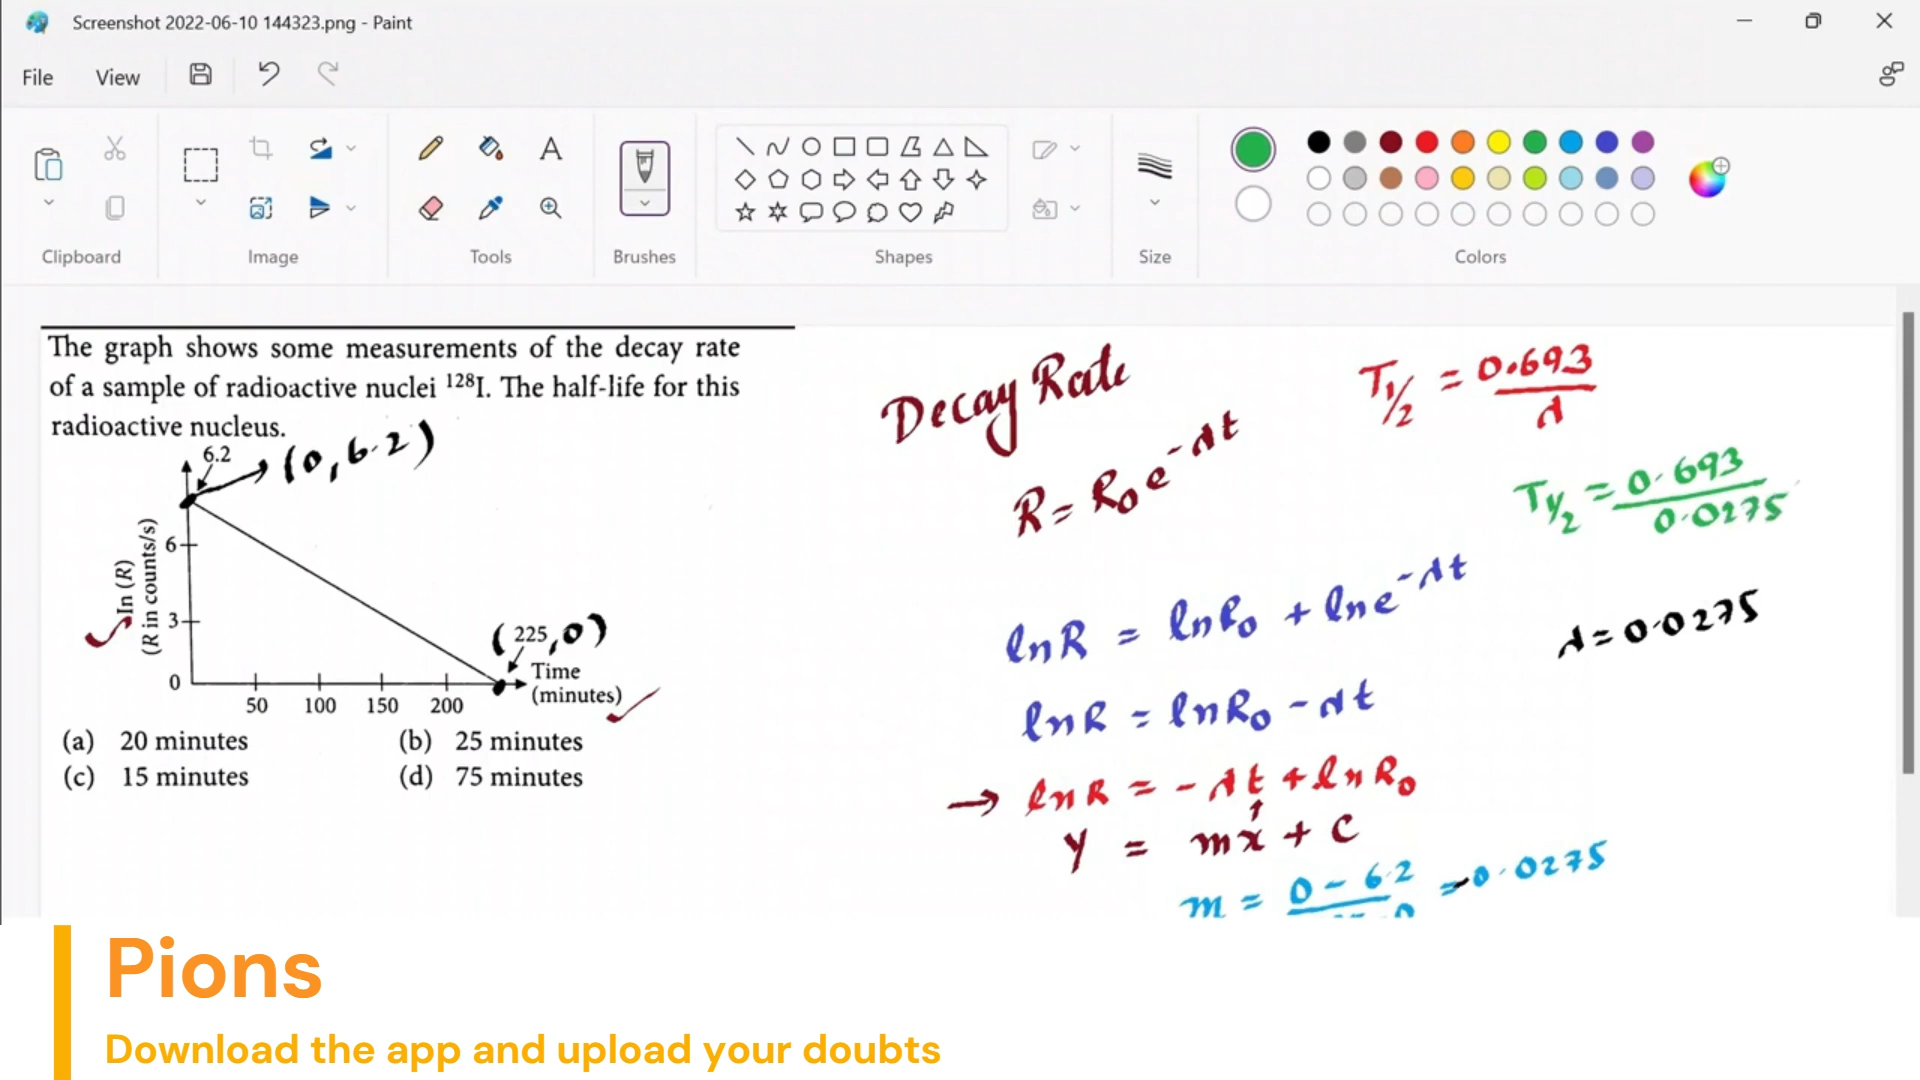 Screenshot 2022-06-10 144323.png - Paint
File View
Clipboard Image Tools Brushes Shapes Size Colors
The graph shows some measurements of the decay rate
of a sample of radioactive nuclei ¹²⁸I. The half-life for this
radioactive nucleus.
6.2 (0, 6.2)
ln (R)
(R in counts/s)
6
3
0
50 100 150 200
(225,0)
Time
(minutes)
(a) 20 minutes (b) 25 minutes
(c) 15 minutes (d) 75 minutes
Decay Rate
R = R₀e^-λt
lnR = lnR₀ + lne^-λt
lnR = lnR₀ - λt
→ lnR = -λt + lnR₀
y = mx + c
m = 0 - 6.2 = -0.0275
T1/2 = 0.693/λ
T1/2 = 0.693/0.0275
λ = 0.0275
Pions
Download the app and upload your doubts